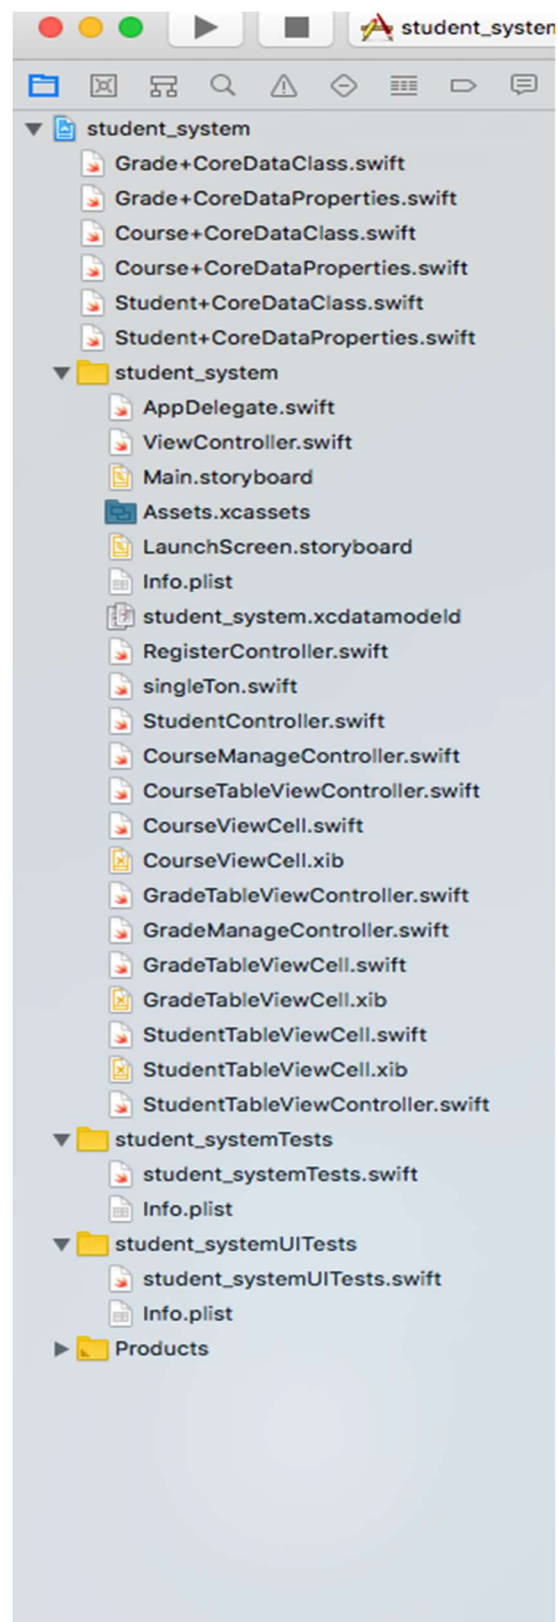 student_system
student_system
Grade+CoreDataClass.swift
Grade+CoreDataProperties.swift
Course+CoreDataClass.swift
Course+CoreDataProperties.swift
Student+CoreDataClass.swift
Student+CoreDataProperties.swift
student_system
AppDelegate.swift
ViewController.swift
Main.storyboard
Assets.xcassets
LaunchScreen.storyboard
Info.plist
student_system.xcdatamodeld
RegisterController.swift
singleTon.swift
StudentController.swift
CourseManageController.swift
CourseTableViewController.swift
CourseViewCell.swift
CourseViewCell.xib
GradeTableViewController.swift
GradeManageController.swift
GradeTableViewCell.swift
GradeTableViewCell.xib
StudentTableViewCell.swift
StudentTableViewCell.xib
StudentTableViewController.swift
student_systemTests
student_systemTests.swift
Info.plist
student_systemUITests
student_systemUITests.swift
Info.plist
Products